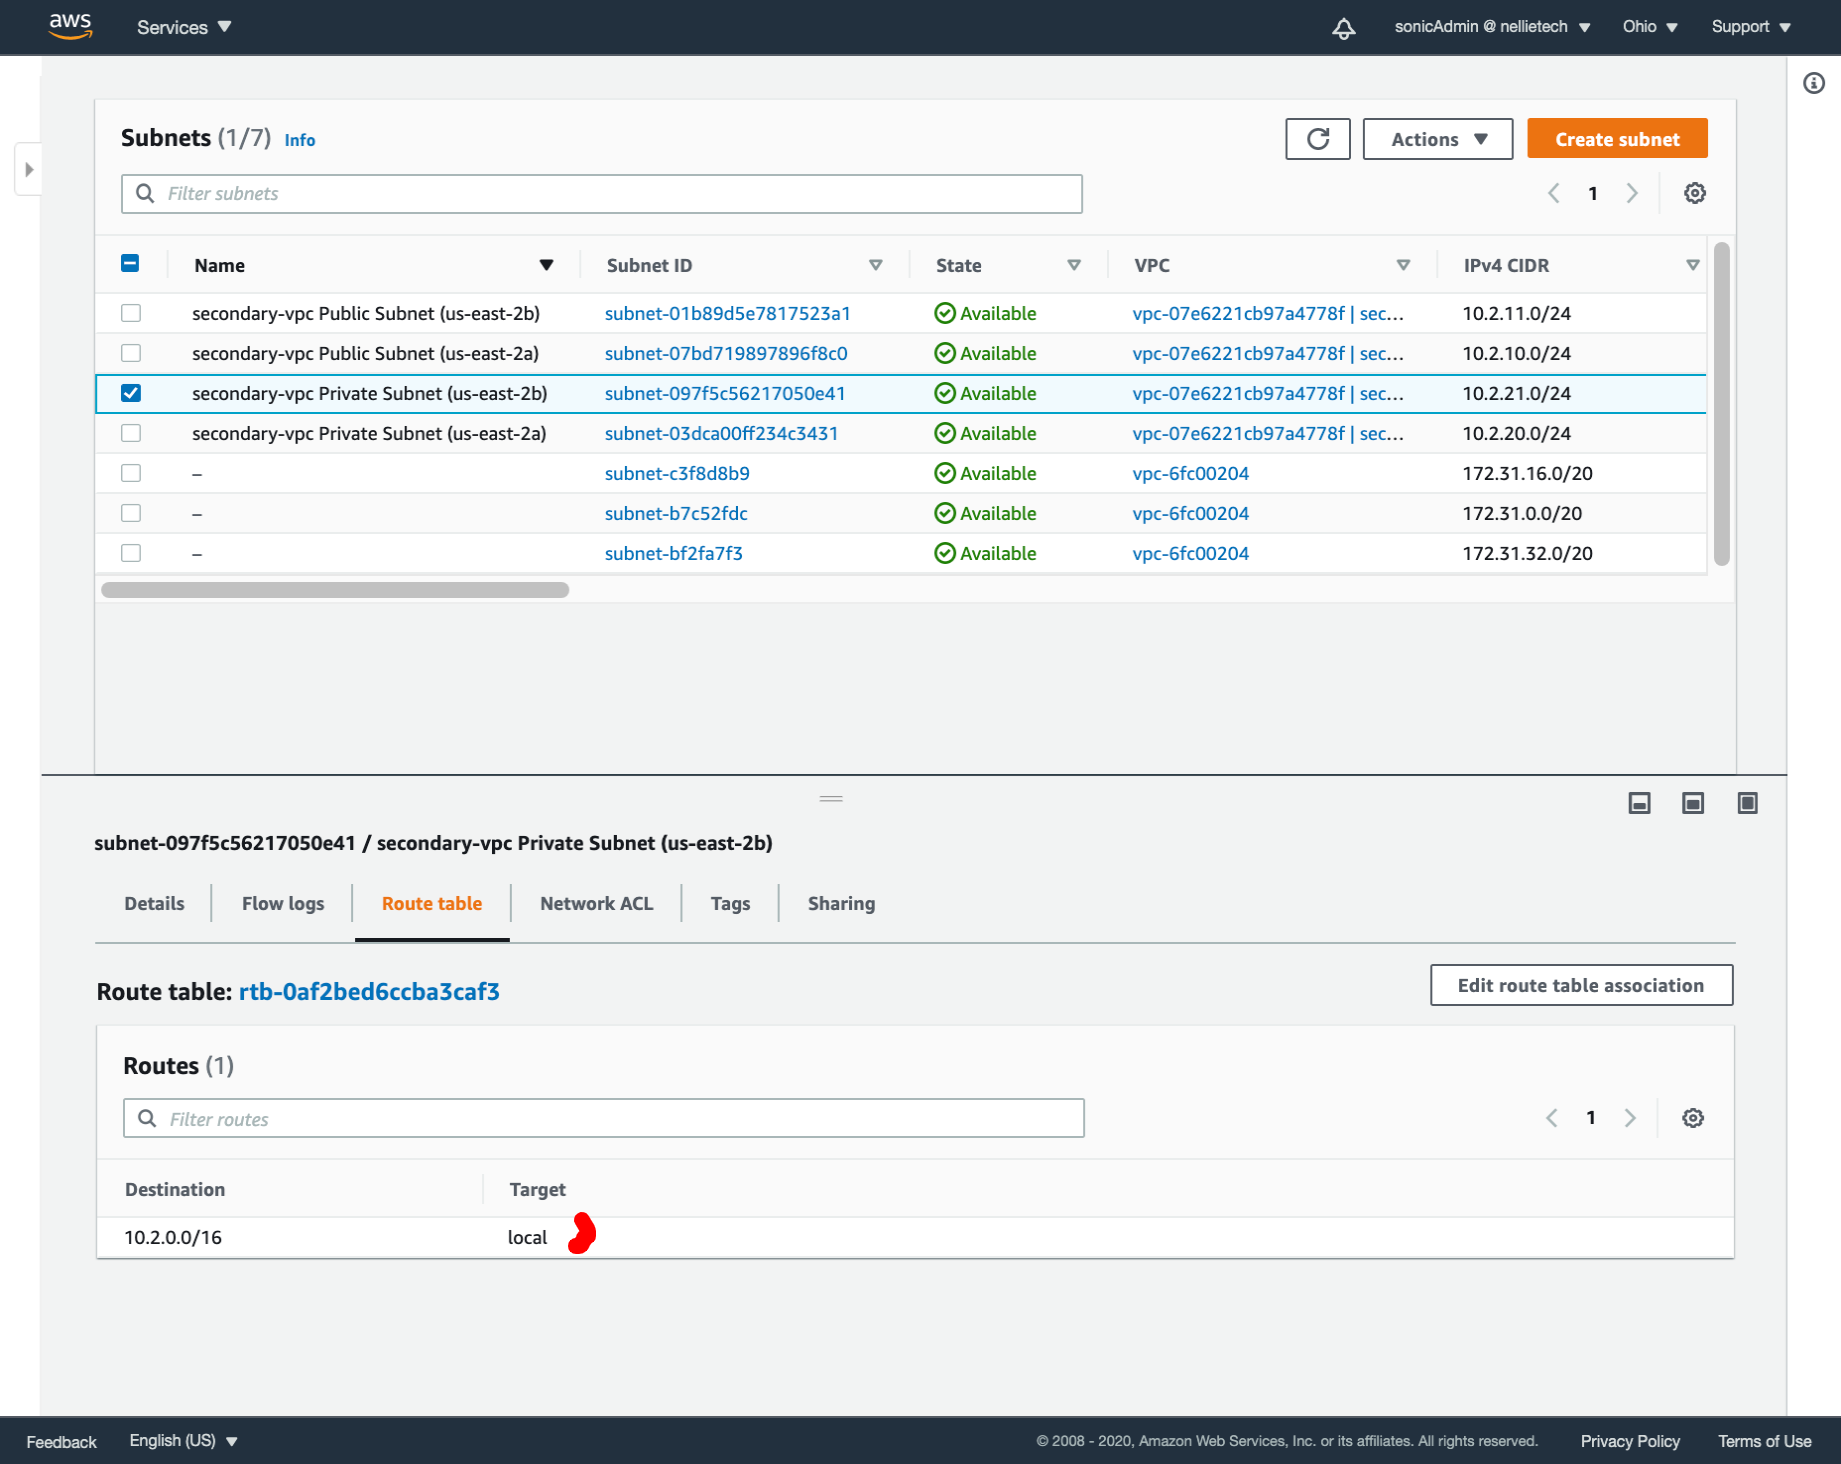 aws Services sonicAdmin @ nellietech Ohio Support
Subnets (1/7) Info Actions Create subnet
Filter subnets 1
Name Subnet ID State VPC IPv4 CIDR
secondary-vpc Public Subnet (us-east-2b) subnet-01b89d5e7817523a1 Available vpc-07e6221cb97a4778f | sec... 10.2.11.0/24
secondary-vpc Public Subnet (us-east-2a) subnet-07bd719897896f8c0 Available vpc-07e6221cb97a4778f | sec... 10.2.10.0/24
secondary-vpc Private Subnet (us-east-2b) subnet-097f5c56217050e41 Available vpc-07e6221cb97a4778f | sec... 10.2.21.0/24
secondary-vpc Private Subnet (us-east-2a) subnet-03dca00ff234c3431 Available vpc-07e6221cb97a4778f | sec... 10.2.20.0/24
– subnet-c3f8d8b9 Available vpc-6fc00204 172.31.16.0/20
– subnet-b7c52fdc Available vpc-6fc00204 172.31.0.0/20
– subnet-bf2fa7f3 Available vpc-6fc00204 172.31.32.0/20
subnet-097f5c56217050e41 / secondary-vpc Private Subnet (us-east-2b)
Details Flow logs Route table Network ACL Tags Sharing
Route table: rtb-0af2bed6ccba3caf3 Edit route table association
Routes (1)
Filter routes 1
Destination Target
10.2.0.0/16 local
Feedback English (US) © 2008 - 2020, Amazon Web Services, Inc. or its affiliates. All rights reserved. Privacy Policy Terms of Use